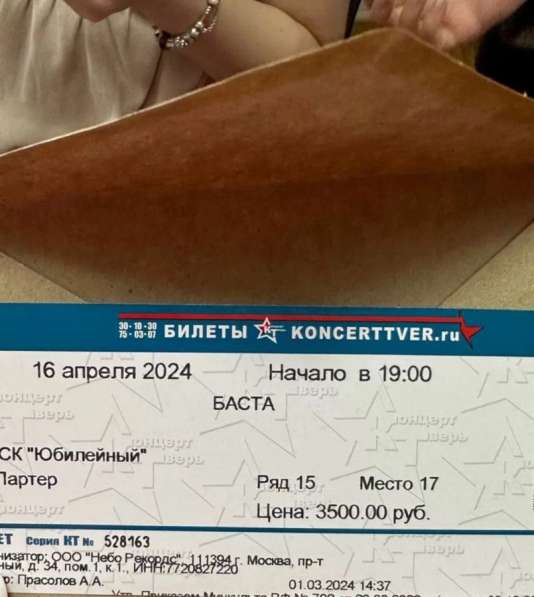 30-10-30
75-03-07 БИЛЕТЫ КТ KONCERTTVER.ru
16 апреля 2024 Начало в 19:00
БАСТА
СК "Юбилейный"
Партер Ряд 15 Место 17
Цена: 3500.00 руб.
ЕТ Серия КТ № 528163
низатор: ООО "Небо Рекордс", 111394 г. Москва, пр-т
ный, д. 34, пом. 1, к. 1., ИНН:7720827220
р: Прасолов А.А. 01.03.2024 14:37